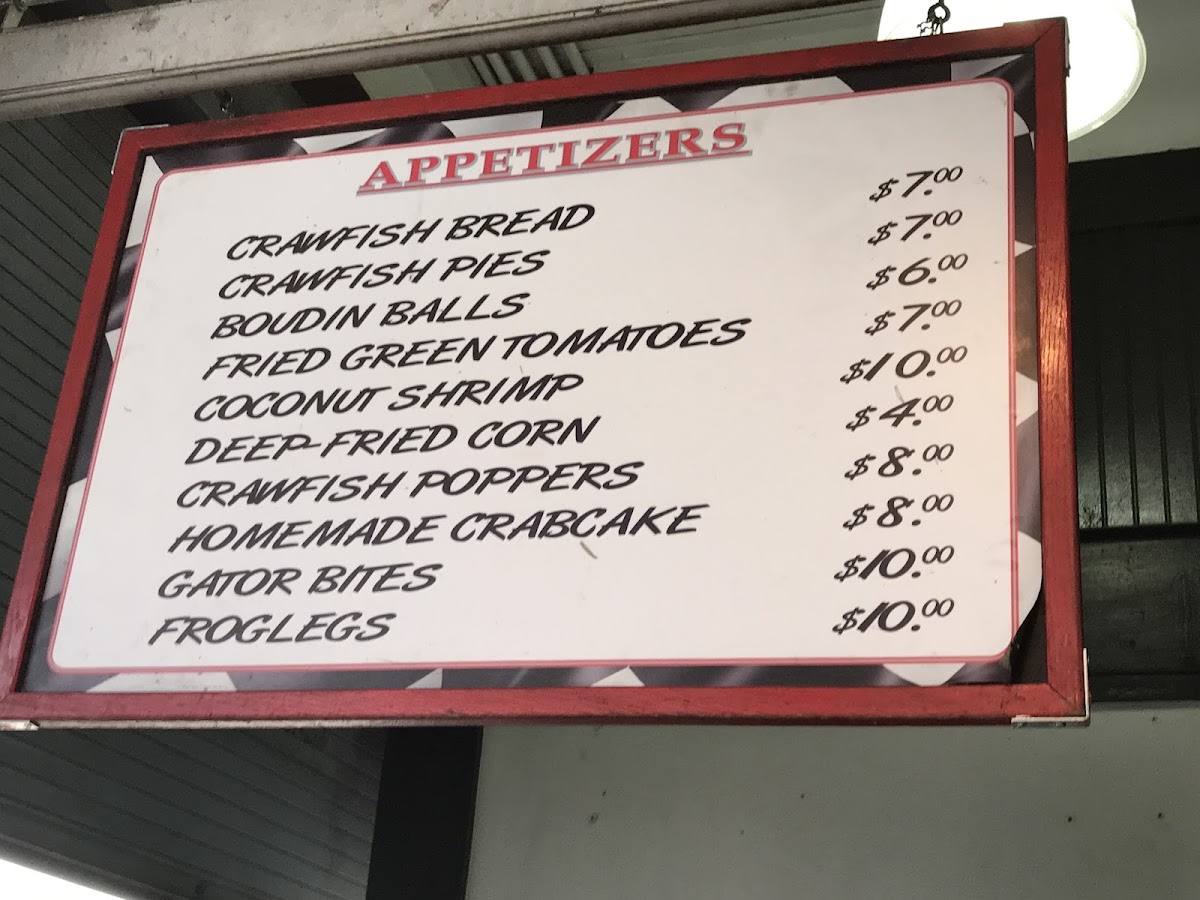 APPETIZERS
CRAWFISH BREAD $7.00
CRAWFISH PIES $7.00
BOUDIN BALLS $6.00
FRIED GREEN TOMATOES $7.00
COCONUT SHRIMP $10.00
DEEP-FRIED CORN $4.00
CRAWFISH POPPERS $8.00
HOMEMADE CRABCAKE $8.00
GATOR BITES $10.00
FROGLEGS $10.00